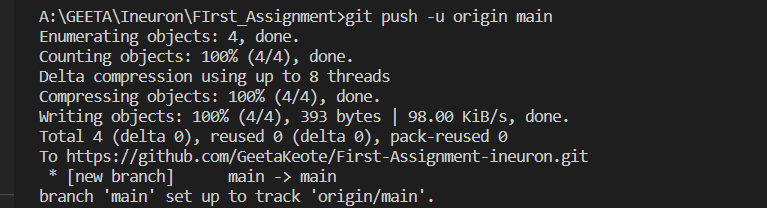 A:\GEETA\Ineuron\FIrst_Assignment>git push -u origin main
Enumerating objects: 4, done.
Counting objects: 100% (4/4), done.
Delta compression using up to 8 threads
Compressing objects: 100% (4/4), done.
Writing objects: 100% (4/4), 393 bytes | 98.00 KiB/s, done.
Total 4 (delta 0), reused 0 (delta 0), pack-reused 0
To https://github.com/GeetaKeote/First-Assignment-ineuron.git
 * [new branch]      main -> main
branch 'main' set up to track 'origin/main'.